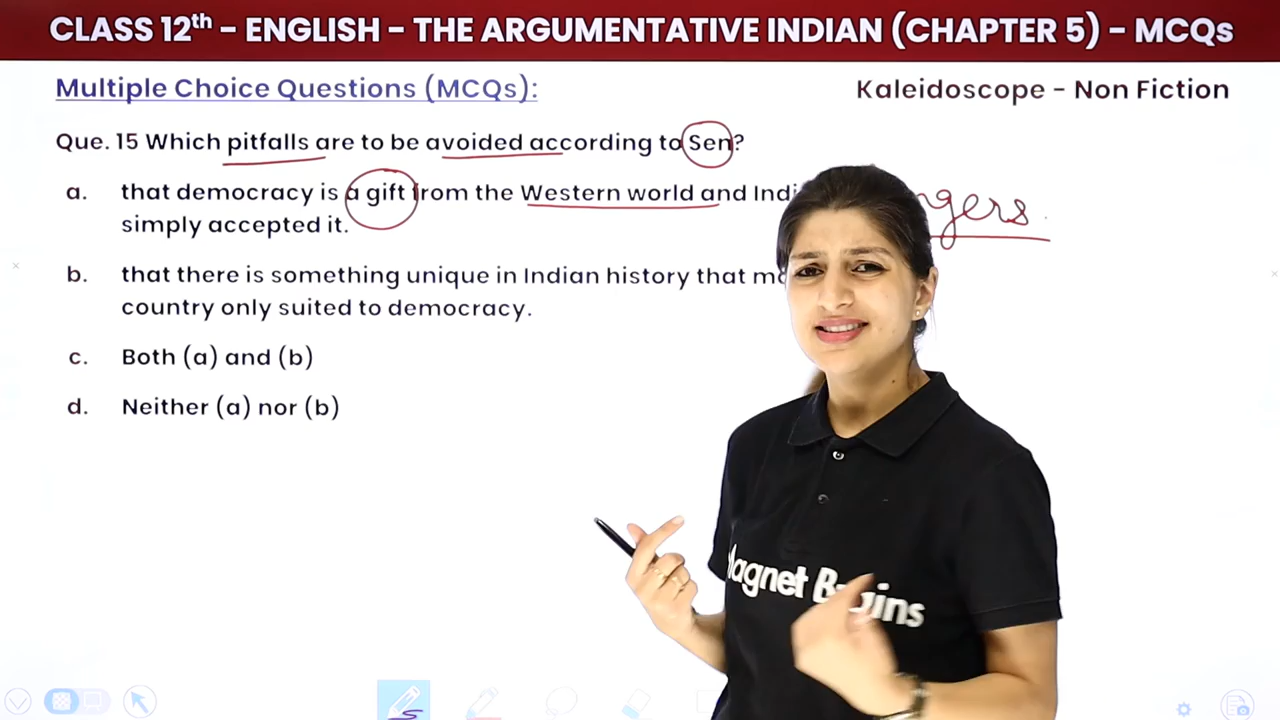 CLASS 12th – ENGLISH – THE ARGUMENTATIVE INDIAN (CHAPTER 5) – MCQs
Multiple Choice Questions (MCQs):
Kaleidoscope – Non Fiction
Que. 15 Which pitfalls are to be avoided according to Sen?
a. that democracy is a gift from the Western world and
simply accepted it.
b. that there is something unique in Indian history that
country only suited to democracy.
c. Both (a) and (b)
d. Neither (a) nor (b)
Magnet Brains